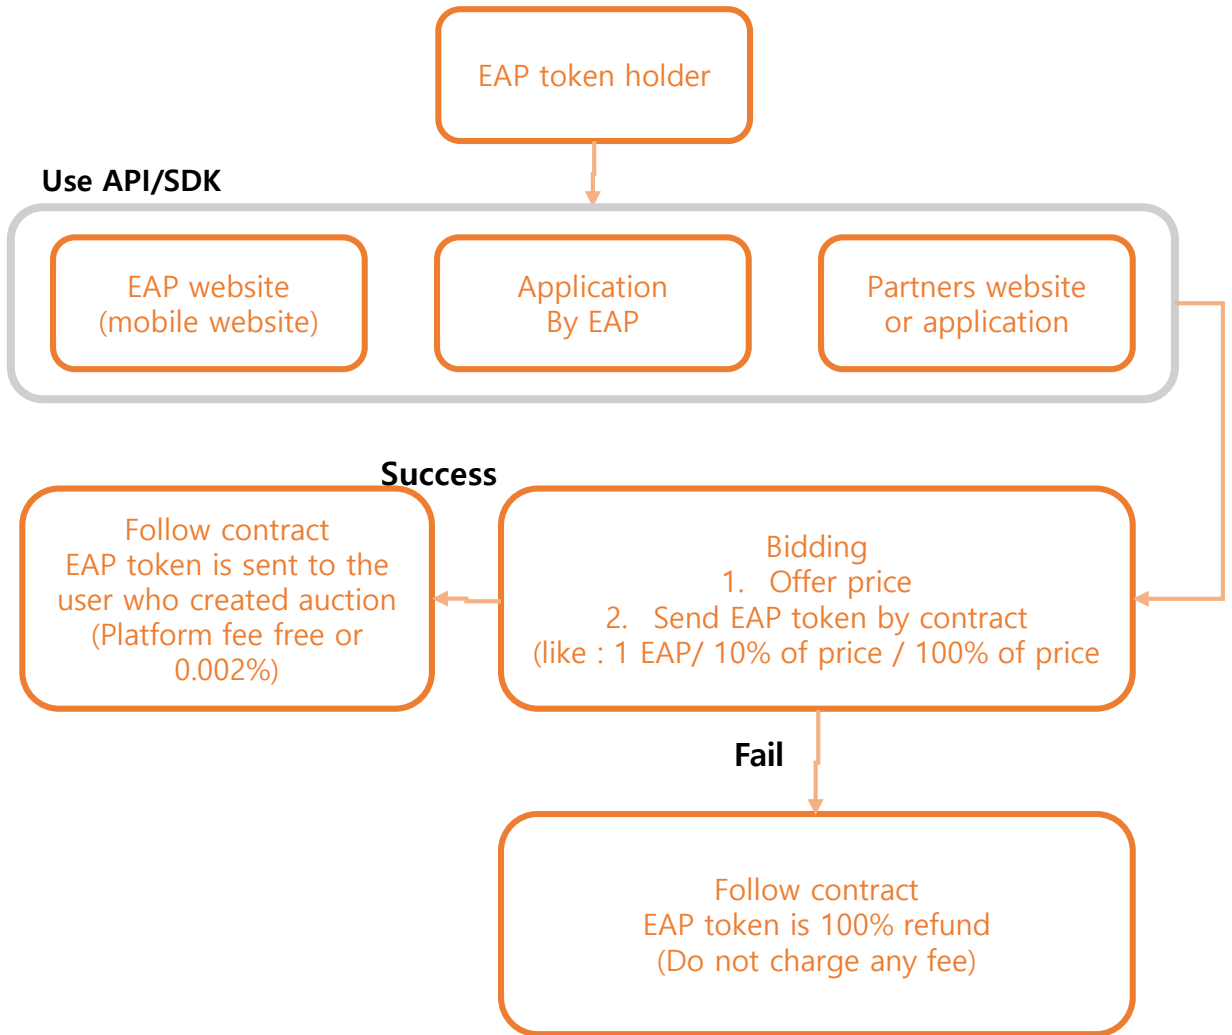 EAP token holder
Use API/SDK
EAP website
(mobile website)
Application
By EAP
Partners website
or application
Success
Follow contract
EAP token is sent to the
user who created auction
(Platform fee free or
0.002%)
Bidding
1. Offer price
2. Send EAP token by contract
(like : 1 EAP/ 10% of price / 100% of price
Fail
Follow contract
EAP token is 100% refund
(Do not charge any fee)